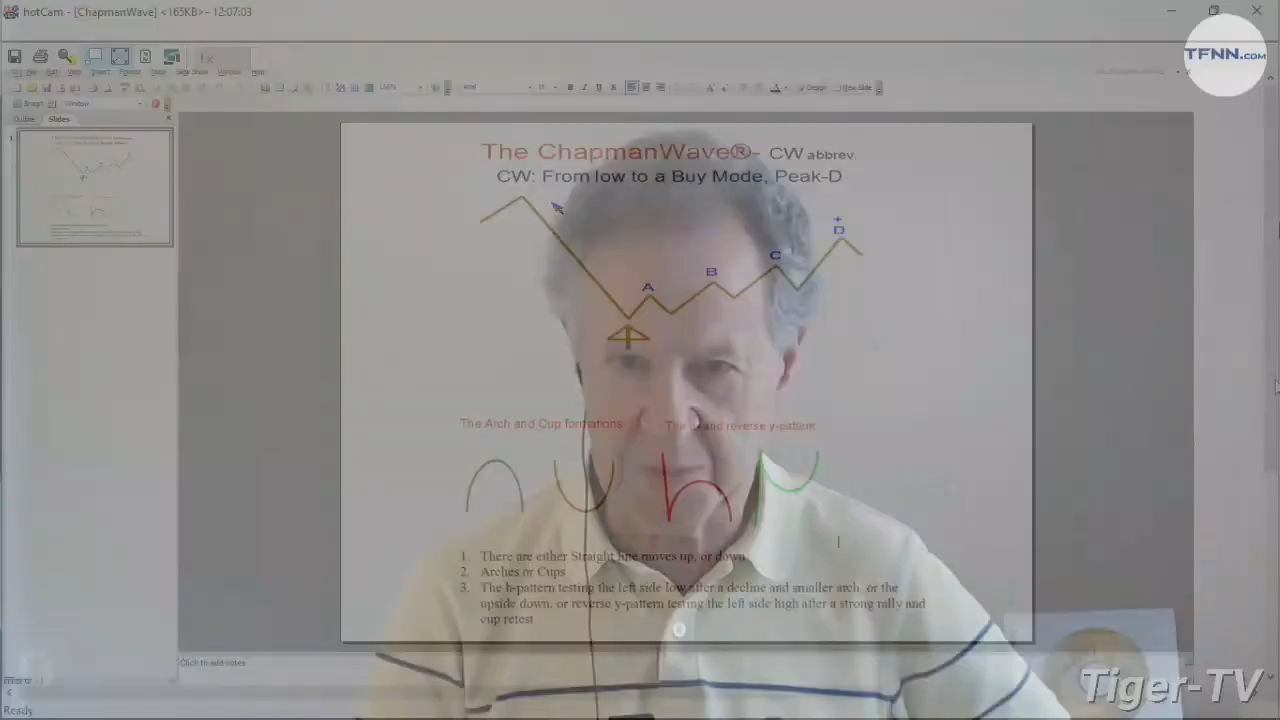 hotCam - [ChapmanWave] <165KB> - 12:07:03
TFNN.COM
Outline Slides
The ChapmanWave®- CW abbrev.
CW: From low to a Buy Mode, Peak-D
+
D
C
B
A
The Arch and Cup formations
The h and reverse y-pattern
1. There are either Straight line moves up, or down
2. Arches or Cups
3. The h-pattern testing the left side low after a decline and smaller arch, or the
upside down, or reverse y-pattern testing the left side high after a strong rally and
cup retest
Click to add notes
Tiger-TV
Ready